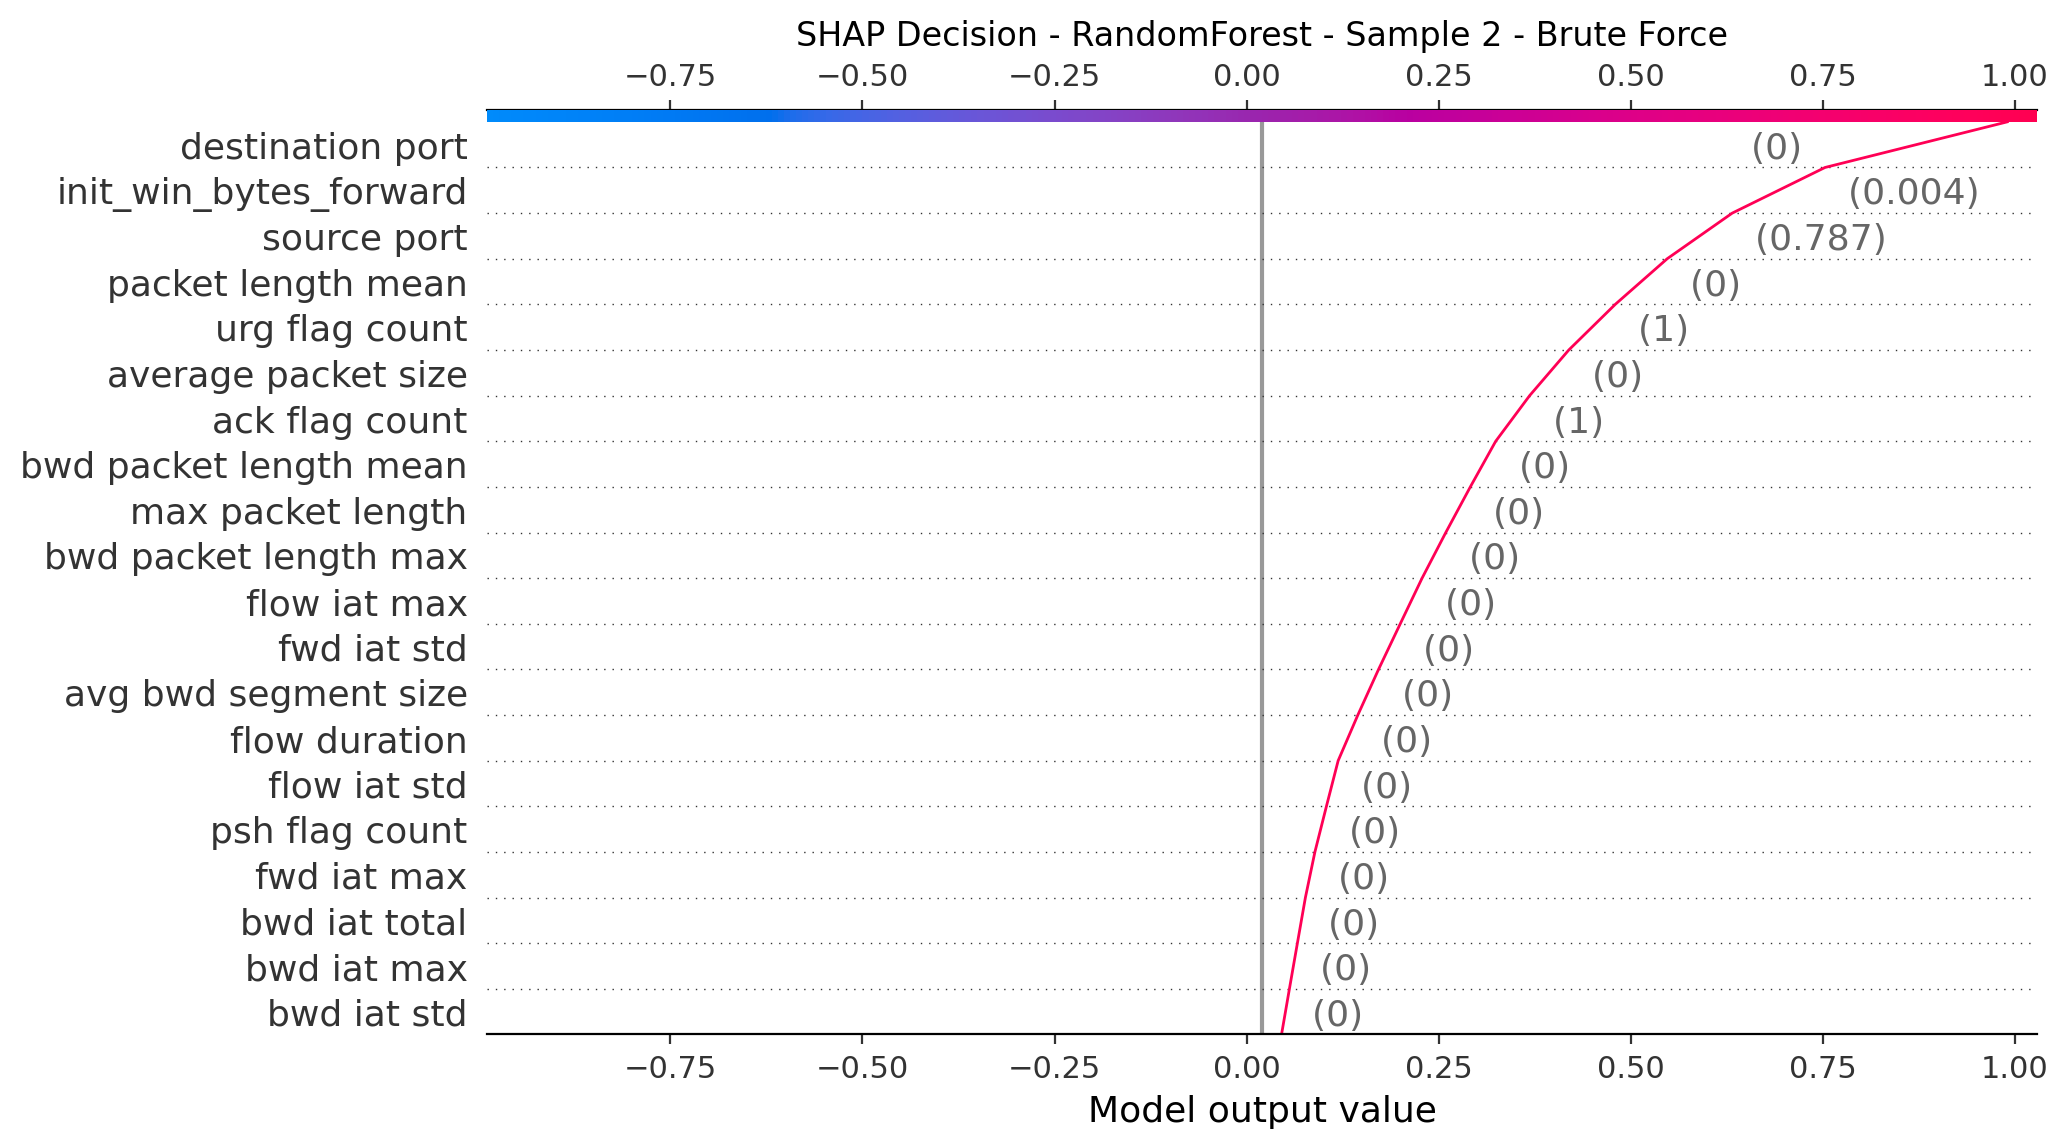 SHAP Decision - RandomForest - Sample 2 - Brute Force
−0.75 −0.50 −0.25 0.00 0.25 0.50 0.75 1.00
destination port (0)
init_win_bytes_forward (0.004)
source port (0.787)
packet length mean (0)
urg flag count (1)
average packet size (0)
ack flag count (1)
bwd packet length mean (0)
max packet length (0)
bwd packet length max (0)
flow iat max (0)
fwd iat std (0)
avg bwd segment size (0)
flow duration (0)
flow iat std (0)
psh flag count (0)
fwd iat max (0)
bwd iat total (0)
bwd iat max (0)
bwd iat std (0)
−0.75 −0.50 −0.25 0.00 0.25 0.50 0.75 1.00
Model output value